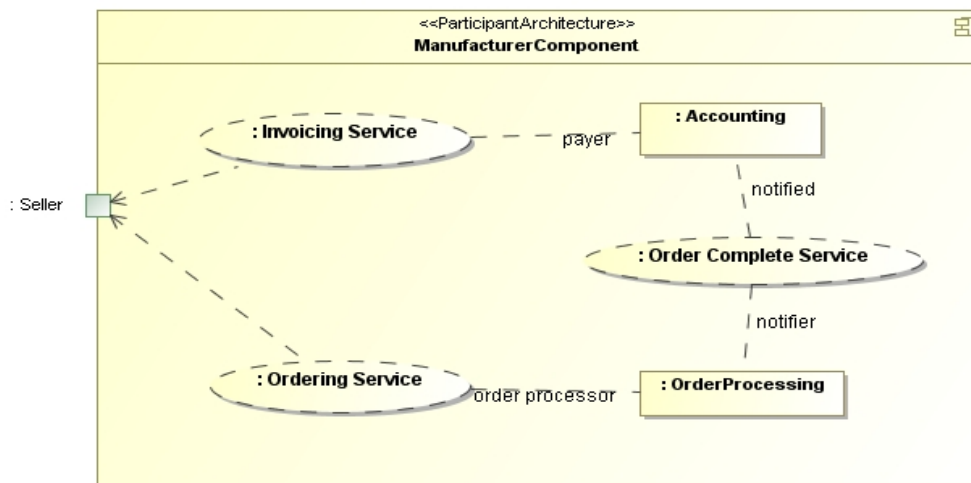 <<ParticipantArchitecture>>
ManufacturerComponent
: Invoicing Service
payer
: Accounting
notified
: Seller
: Order Complete Service
notifier
: Ordering Service
order processor
: OrderProcessing